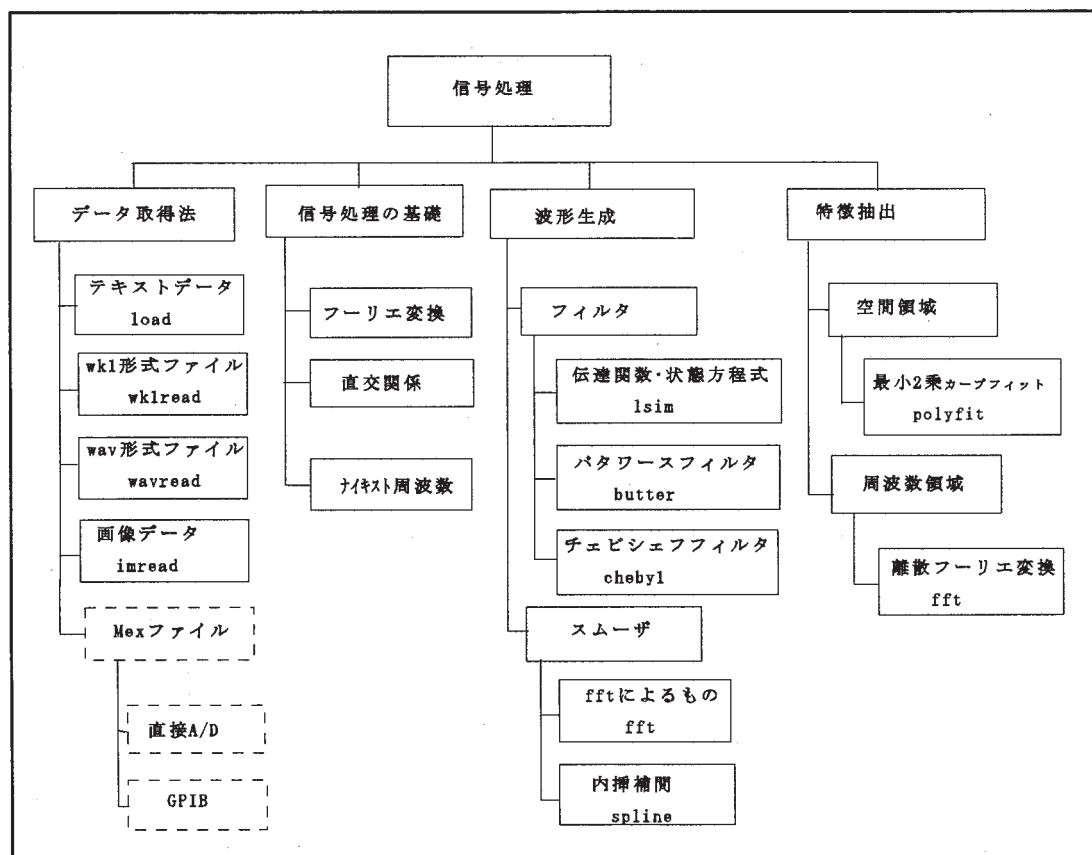 信号処理
データ取得法
信号処理の基礎
波形生成
特徴抽出
テキストデータ
load
wk1形式ファイル
wk1read
wav形式ファイル
wavread
画像データ
imread
Mexファイル
直接A/D
GPIB
フーリエ変換
直交関係
ナイキスト周波数
フィルタ
伝達関数・状態方程式
lsim
バタワースフィルタ
butter
チェビシェフフィルタ
cheby1
スムーザ
fftによるもの
fft
内挿補間
spline
空間領域
最小2乗カーブフィット
polyfit
周波数領域
離散フーリエ変換
fft